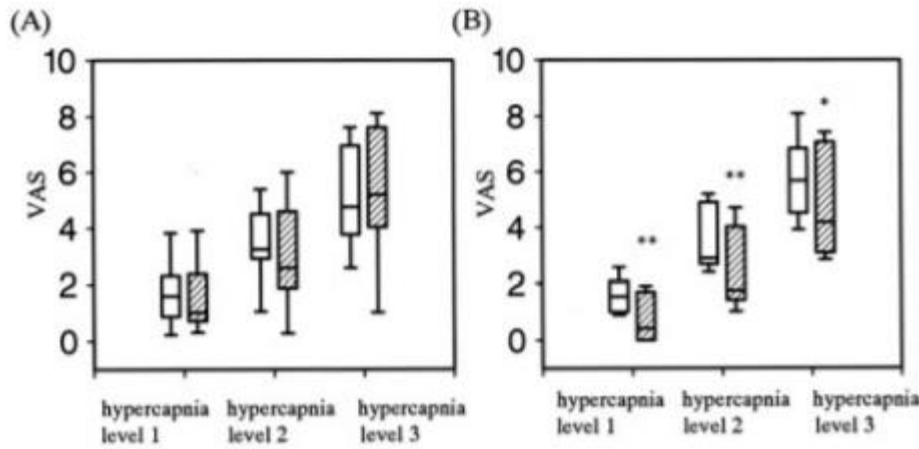 (A)
(B)
VAS
10
8
6
4
2
0
hypercapnia level 1
hypercapnia level 2
hypercapnia level 3
VAS
10
8
6
4
2
0
**
**
*
hypercapnia level 1
hypercapnia level 2
hypercapnia level 3